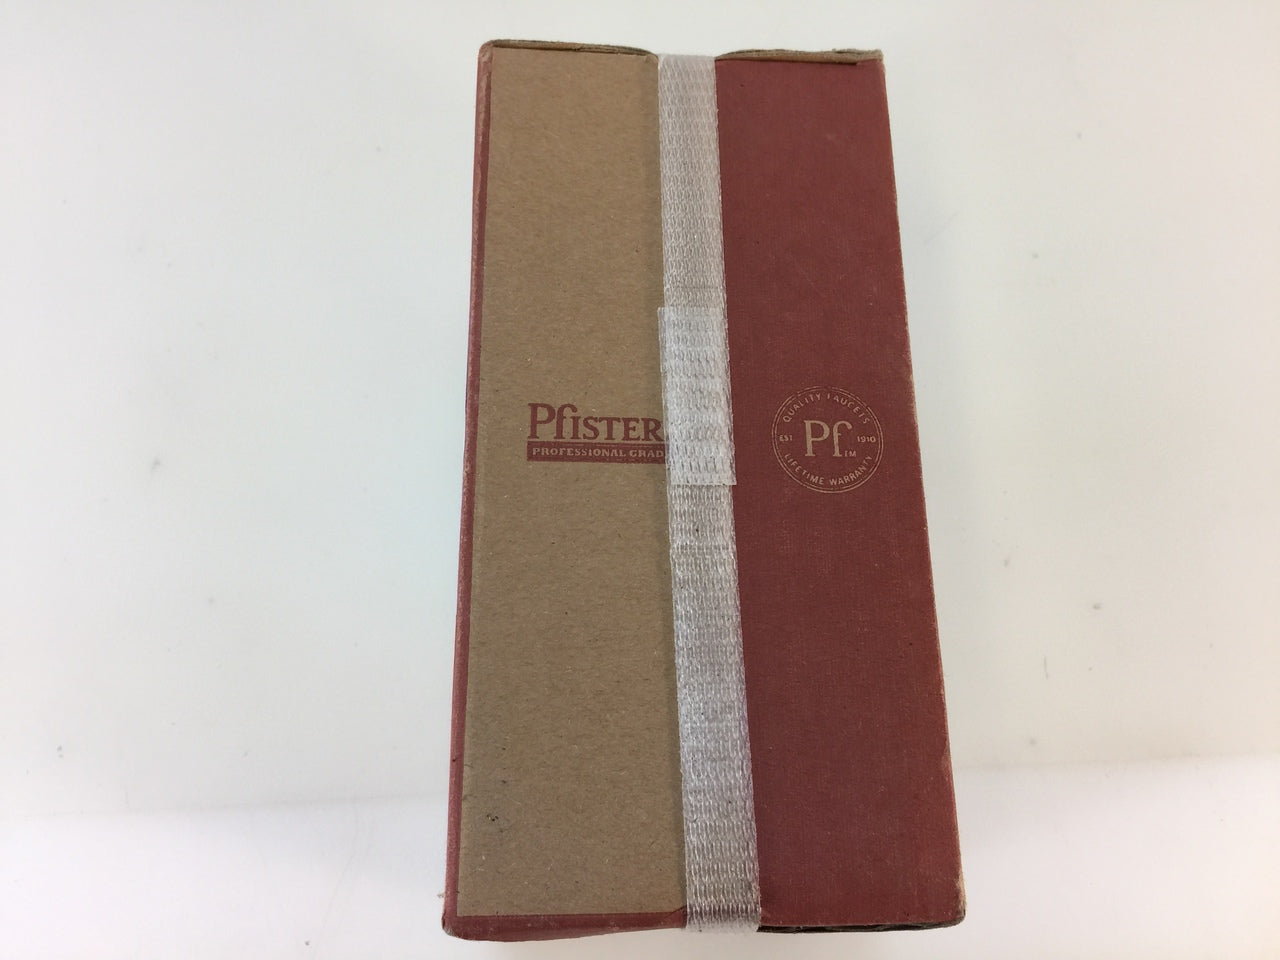 Pfister
PROFESSIONAL GRAD
QUALITY FAUCETS
EST. 1910
Pf
TM
LIFETIME WARRANTY